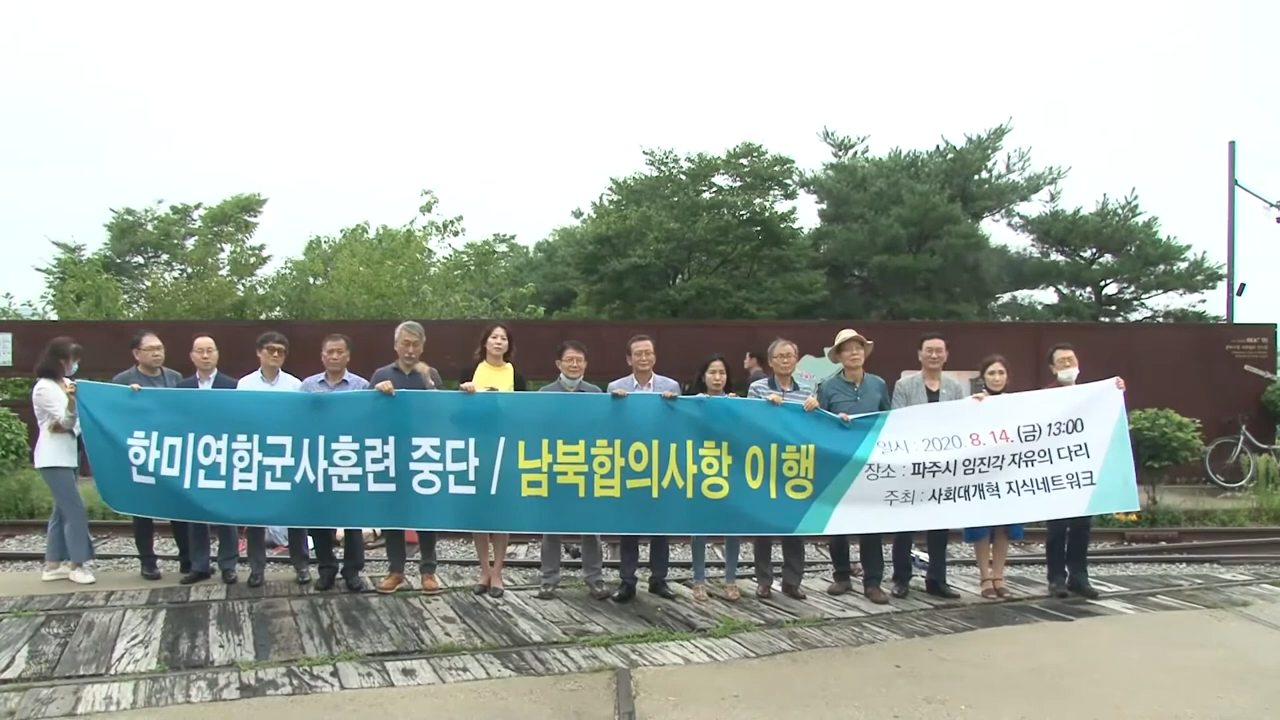 한미연합군사훈련 중단 / 남북합의사항 이행
일시 : 2020. 8. 14. (금) 13:00
장소 : 파주시 임진각 자유의 다리
주최 : 사회대개혁 지식네트워크